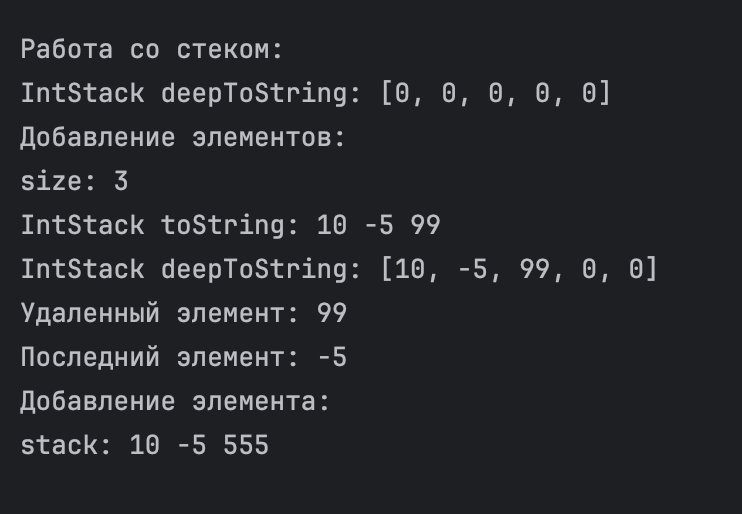 Работа со стеком:
IntStack deepToString: [0, 0, 0, 0, 0]
Добавление элементов:
size: 3
IntStack toString: 10 -5 99
IntStack deepToString: [10, -5, 99, 0, 0]
Удаленный элемент: 99
Последний элемент: -5
Добавление элемента:
stack: 10 -5 555